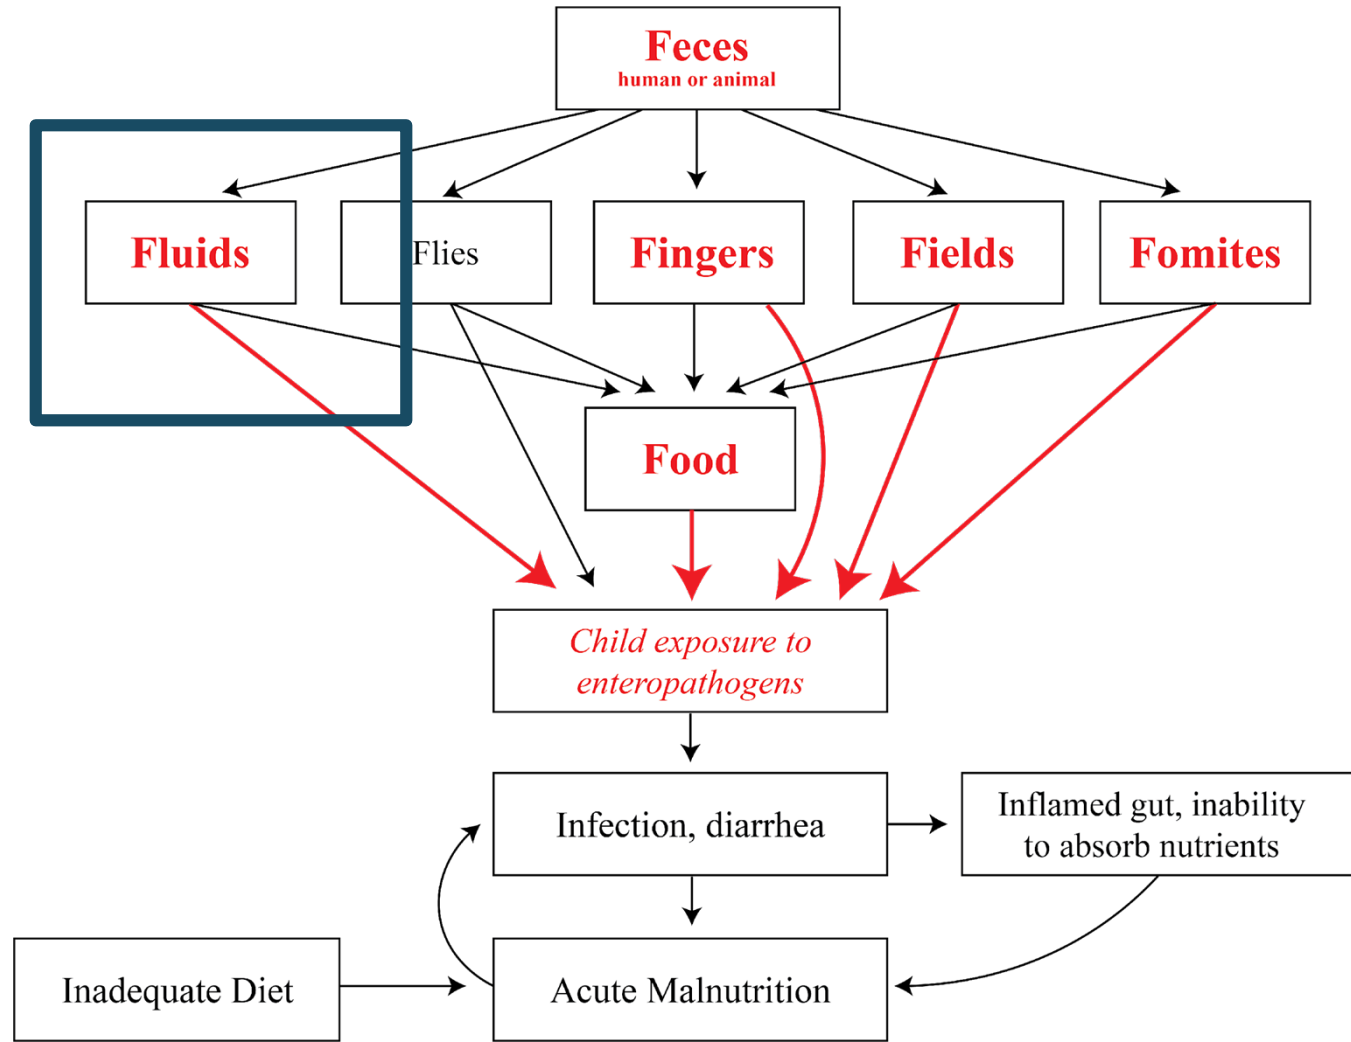 Feces
human or animal
Fluids
Flies
Fingers
Fields
Fomites
Food
Child exposure to
enteropathogens
Infection, diarrhea
Inflamed gut, inability
to absorb nutrients
Inadequate Diet
Acute Malnutrition